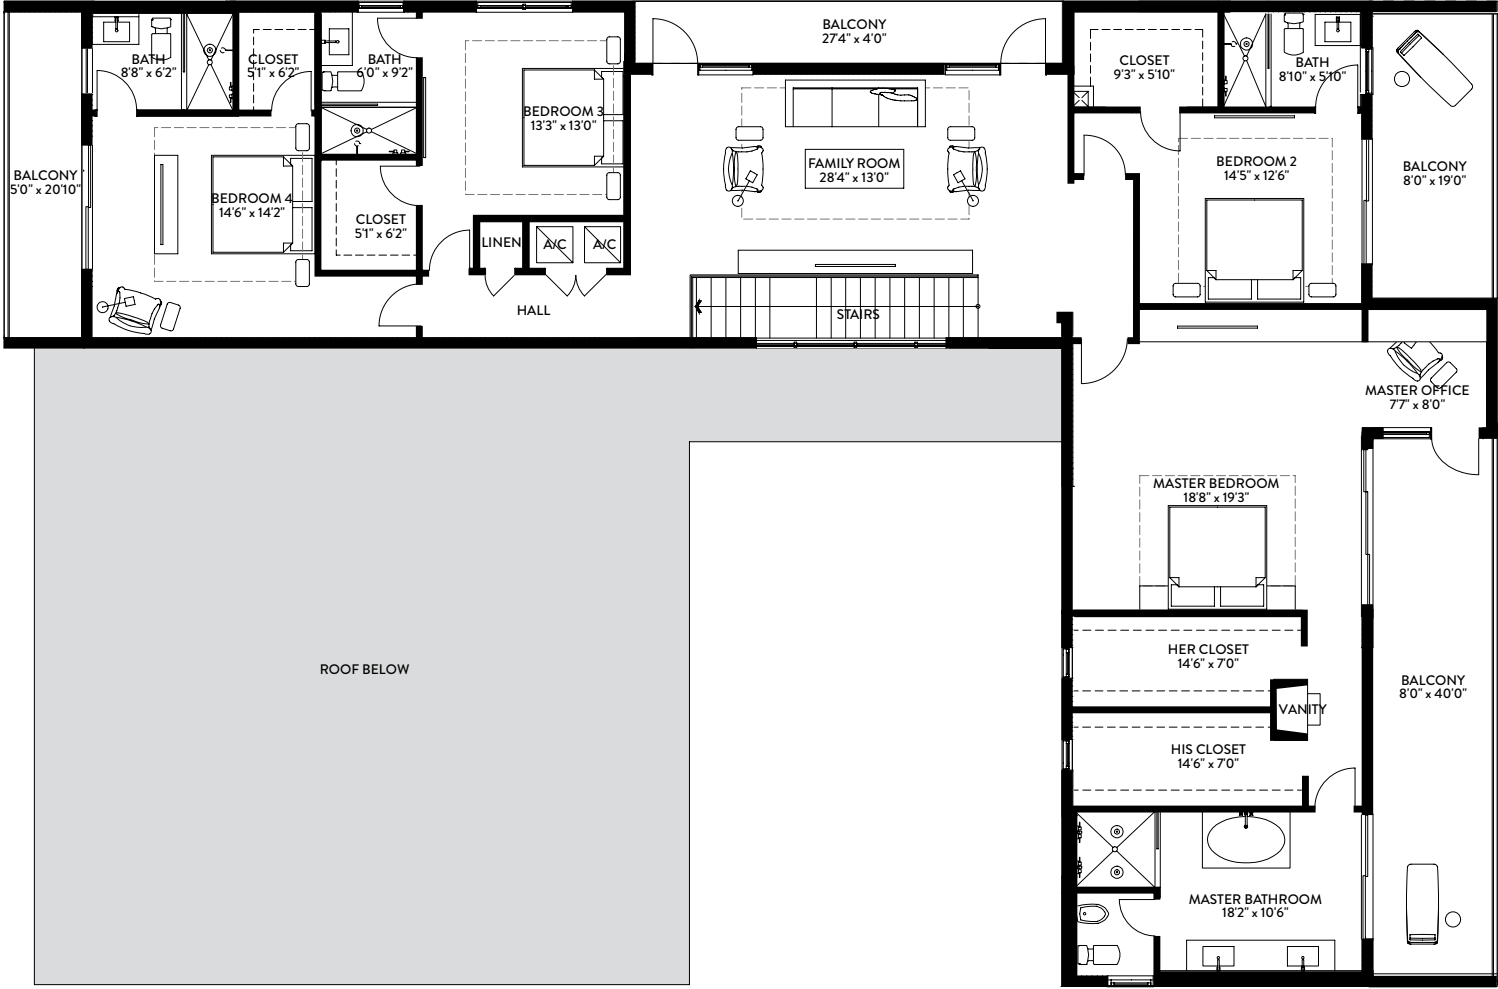 BALCONY
27'4" x 4'0"
BATH
8'8" x 6'2"
CLOSET
5'1" x 6'2"
BATH
6'0" x 9'2"
BEDROOM 3
13'3" x 13'0"
CLOSET
9'3" x 5'10"
BATH
8'10" x 5'10"
BALCONY
5'0" x 20'10"
BEDROOM 4
14'6" x 14'2"
CLOSET
5'1" x 6'2"
LINEN
A/C
A/C
FAMILY ROOM
28'4" x 13'0"
BEDROOM 2
14'5" x 12'6"
BALCONY
8'0" x 19'0"
HALL
STAIRS
MASTER OFFICE
7'7" x 8'0"
MASTER BEDROOM
18'8" x 19'3"
ROOF BELOW
HER CLOSET
14'6" x 7'0"
VANITY
HIS CLOSET
14'6" x 7'0"
BALCONY
8'0" x 40'0"
MASTER BATHROOM
18'2" x 10'6"